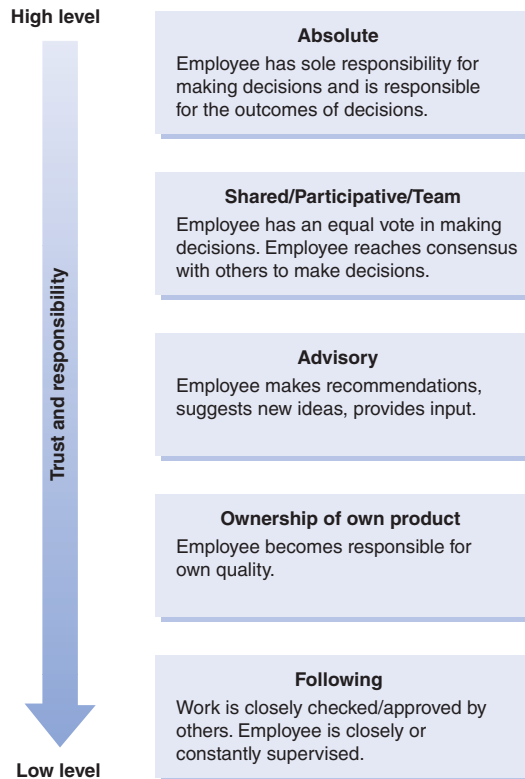 High level
Absolute
Employee has sole responsibility for
making decisions and is responsible
for the outcomes of decisions.
Shared/Participative/Team
Employee has an equal vote in making
decisions. Employee reaches consensus
with others to make decisions.
Trust and responsibility
Advisory
Employee makes recommendations,
suggests new ideas, provides input.
Ownership of own product
Employee becomes responsible for
own quality.
Following
Work is closely checked/approved by
others. Employee is closely or
constantly supervised.
Low level